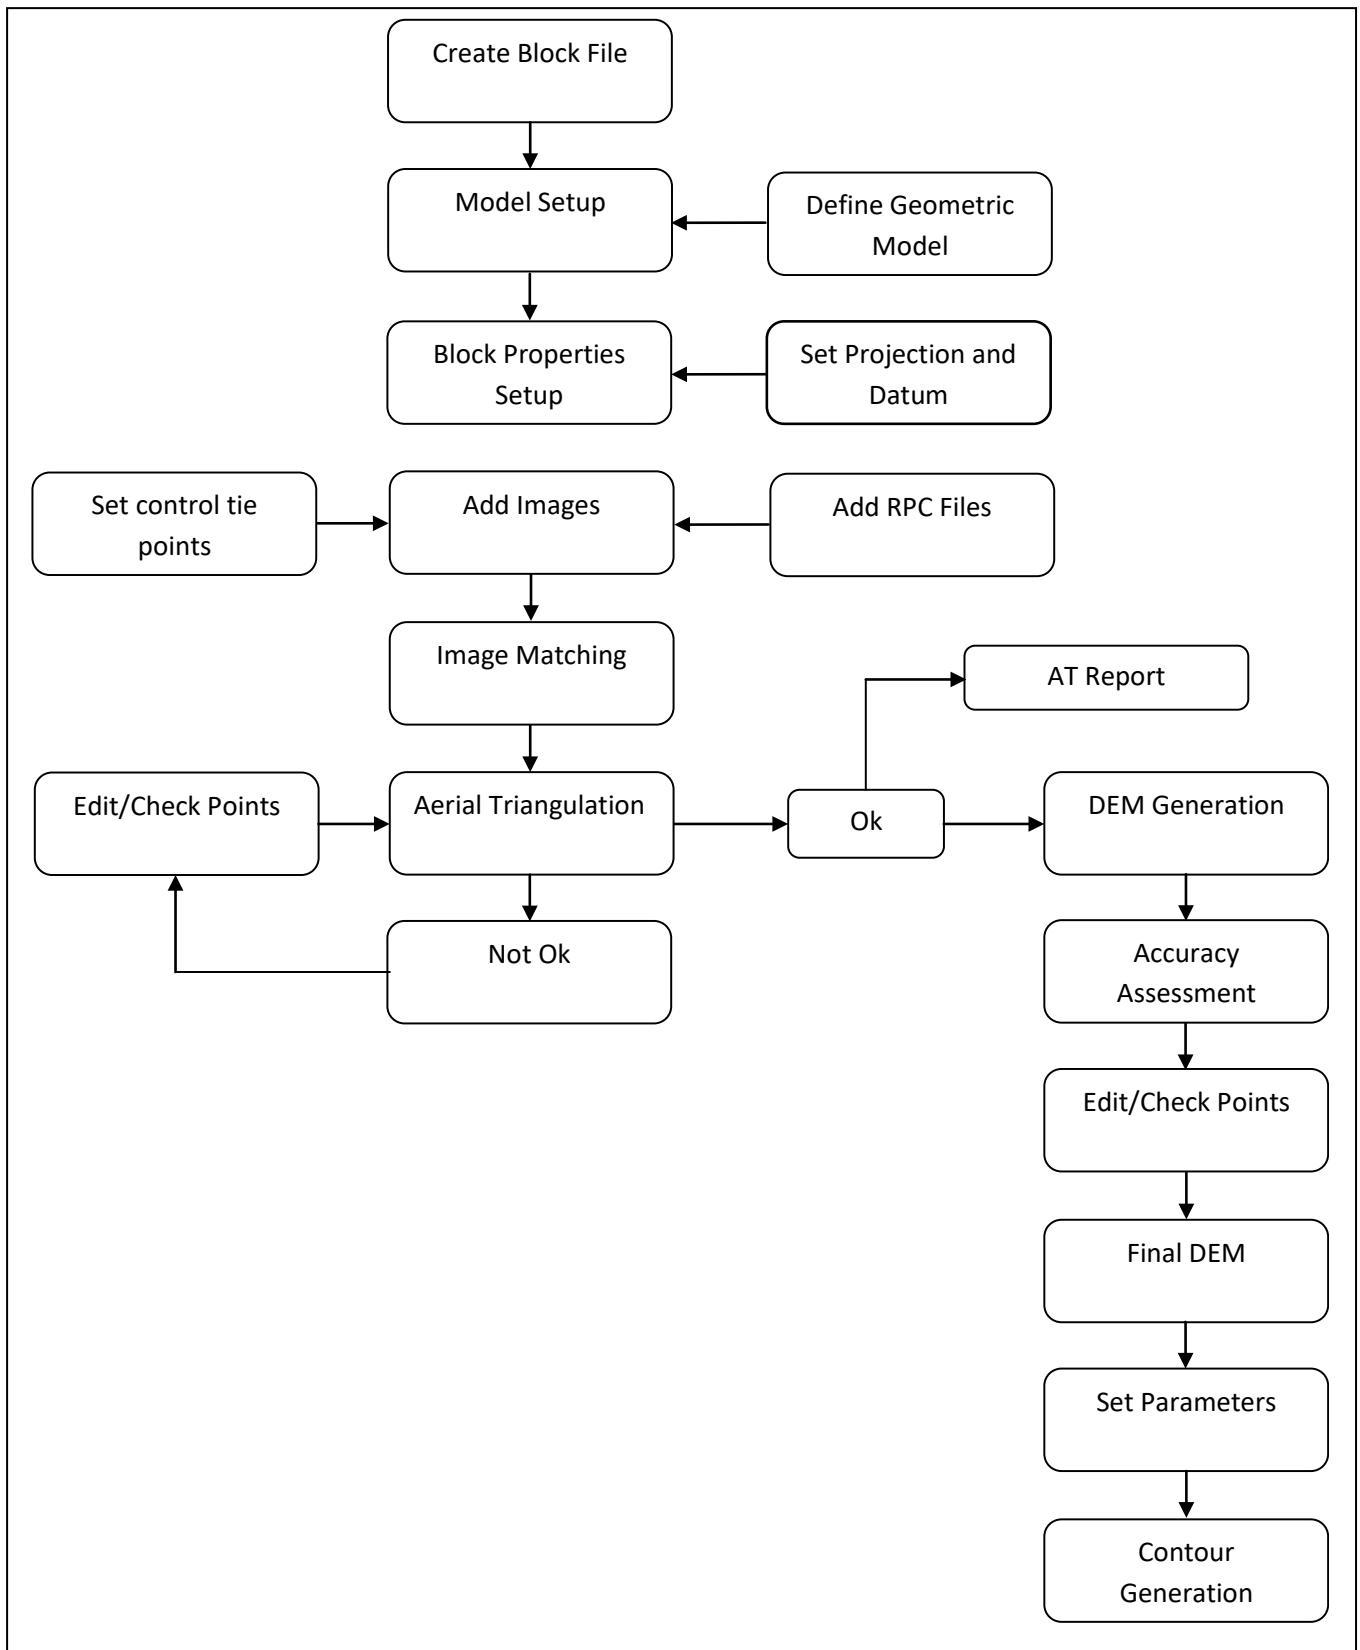 Create Block File
Model Setup
Define Geometric
Model
Block Properties
Setup
Set Projection and
Datum
Set control tie
points
Add Images
Add RPC Files
Image Matching
AT Report
Edit/Check Points
Aerial Triangulation
Ok
DEM Generation
Not Ok
Accuracy
Assessment
Edit/Check Points
Final DEM
Set Parameters
Contour
Generation